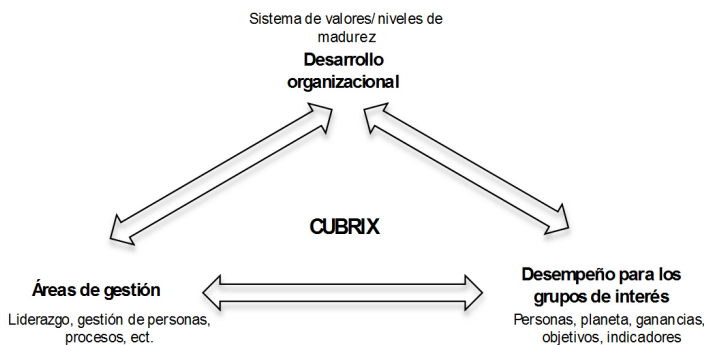 Sistema de valores/ niveles de
madurez
Desarrollo
organizacional
CUBRIX
Áreas de gestión
Liderazgo, gestión de personas,
procesos, ect.
Desempeño para los
grupos de interés
Personas, planeta, ganancias,
objetivos, indicadores